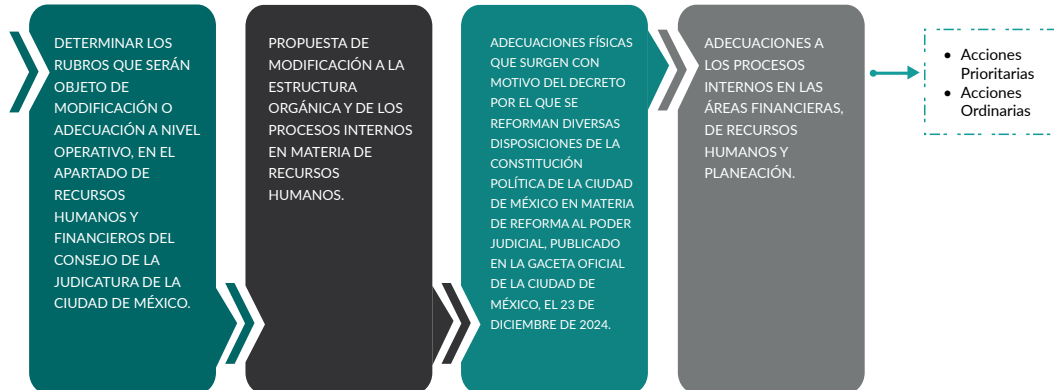 DETERMINAR LOS
RUBROS QUE SERÁN
OBJETO DE
MODIFICACIÓN O
ADECUACIÓN A NIVEL
OPERATIVO, EN EL
APARTADO DE
RECURSOS
HUMANOS Y
FINANCIEROS DEL
CONSEJO DE LA
JUDICATURA DE LA
CIUDAD DE MÉXICO.
PROPUESTA DE
MODIFICACIÓN A LA
ESTRUCTURA
ORGÁNICA Y DE LOS
PROCESOS INTERNOS
EN MATERIA DE
RECURSOS
HUMANOS.
ADECUACIONES FÍSICAS
QUE SURGEN CON
MOTIVO DEL DECRETO
POR EL QUE SE
REFORMAN DIVERSAS
DISPOSICIONES DE LA
CONSTITUCIÓN
POLÍTICA DE LA CIUDAD
DE MÉXICO EN MATERIA
DE REFORMA AL PODER
JUDICIAL, PUBLICADO
EN LA GACETA OFICIAL
DE LA CIUDAD DE
MÉXICO, EL 23 DE
DICIEMBRE DE 2024.
ADECUACIONES A
LOS PROCESOS
INTERNOS EN LAS
ÁREAS FINANCIERAS,
DE RECURSOS
HUMANOS Y
PLANEACIÓN.
• Acciones
Prioritarias
• Acciones
Ordinarias